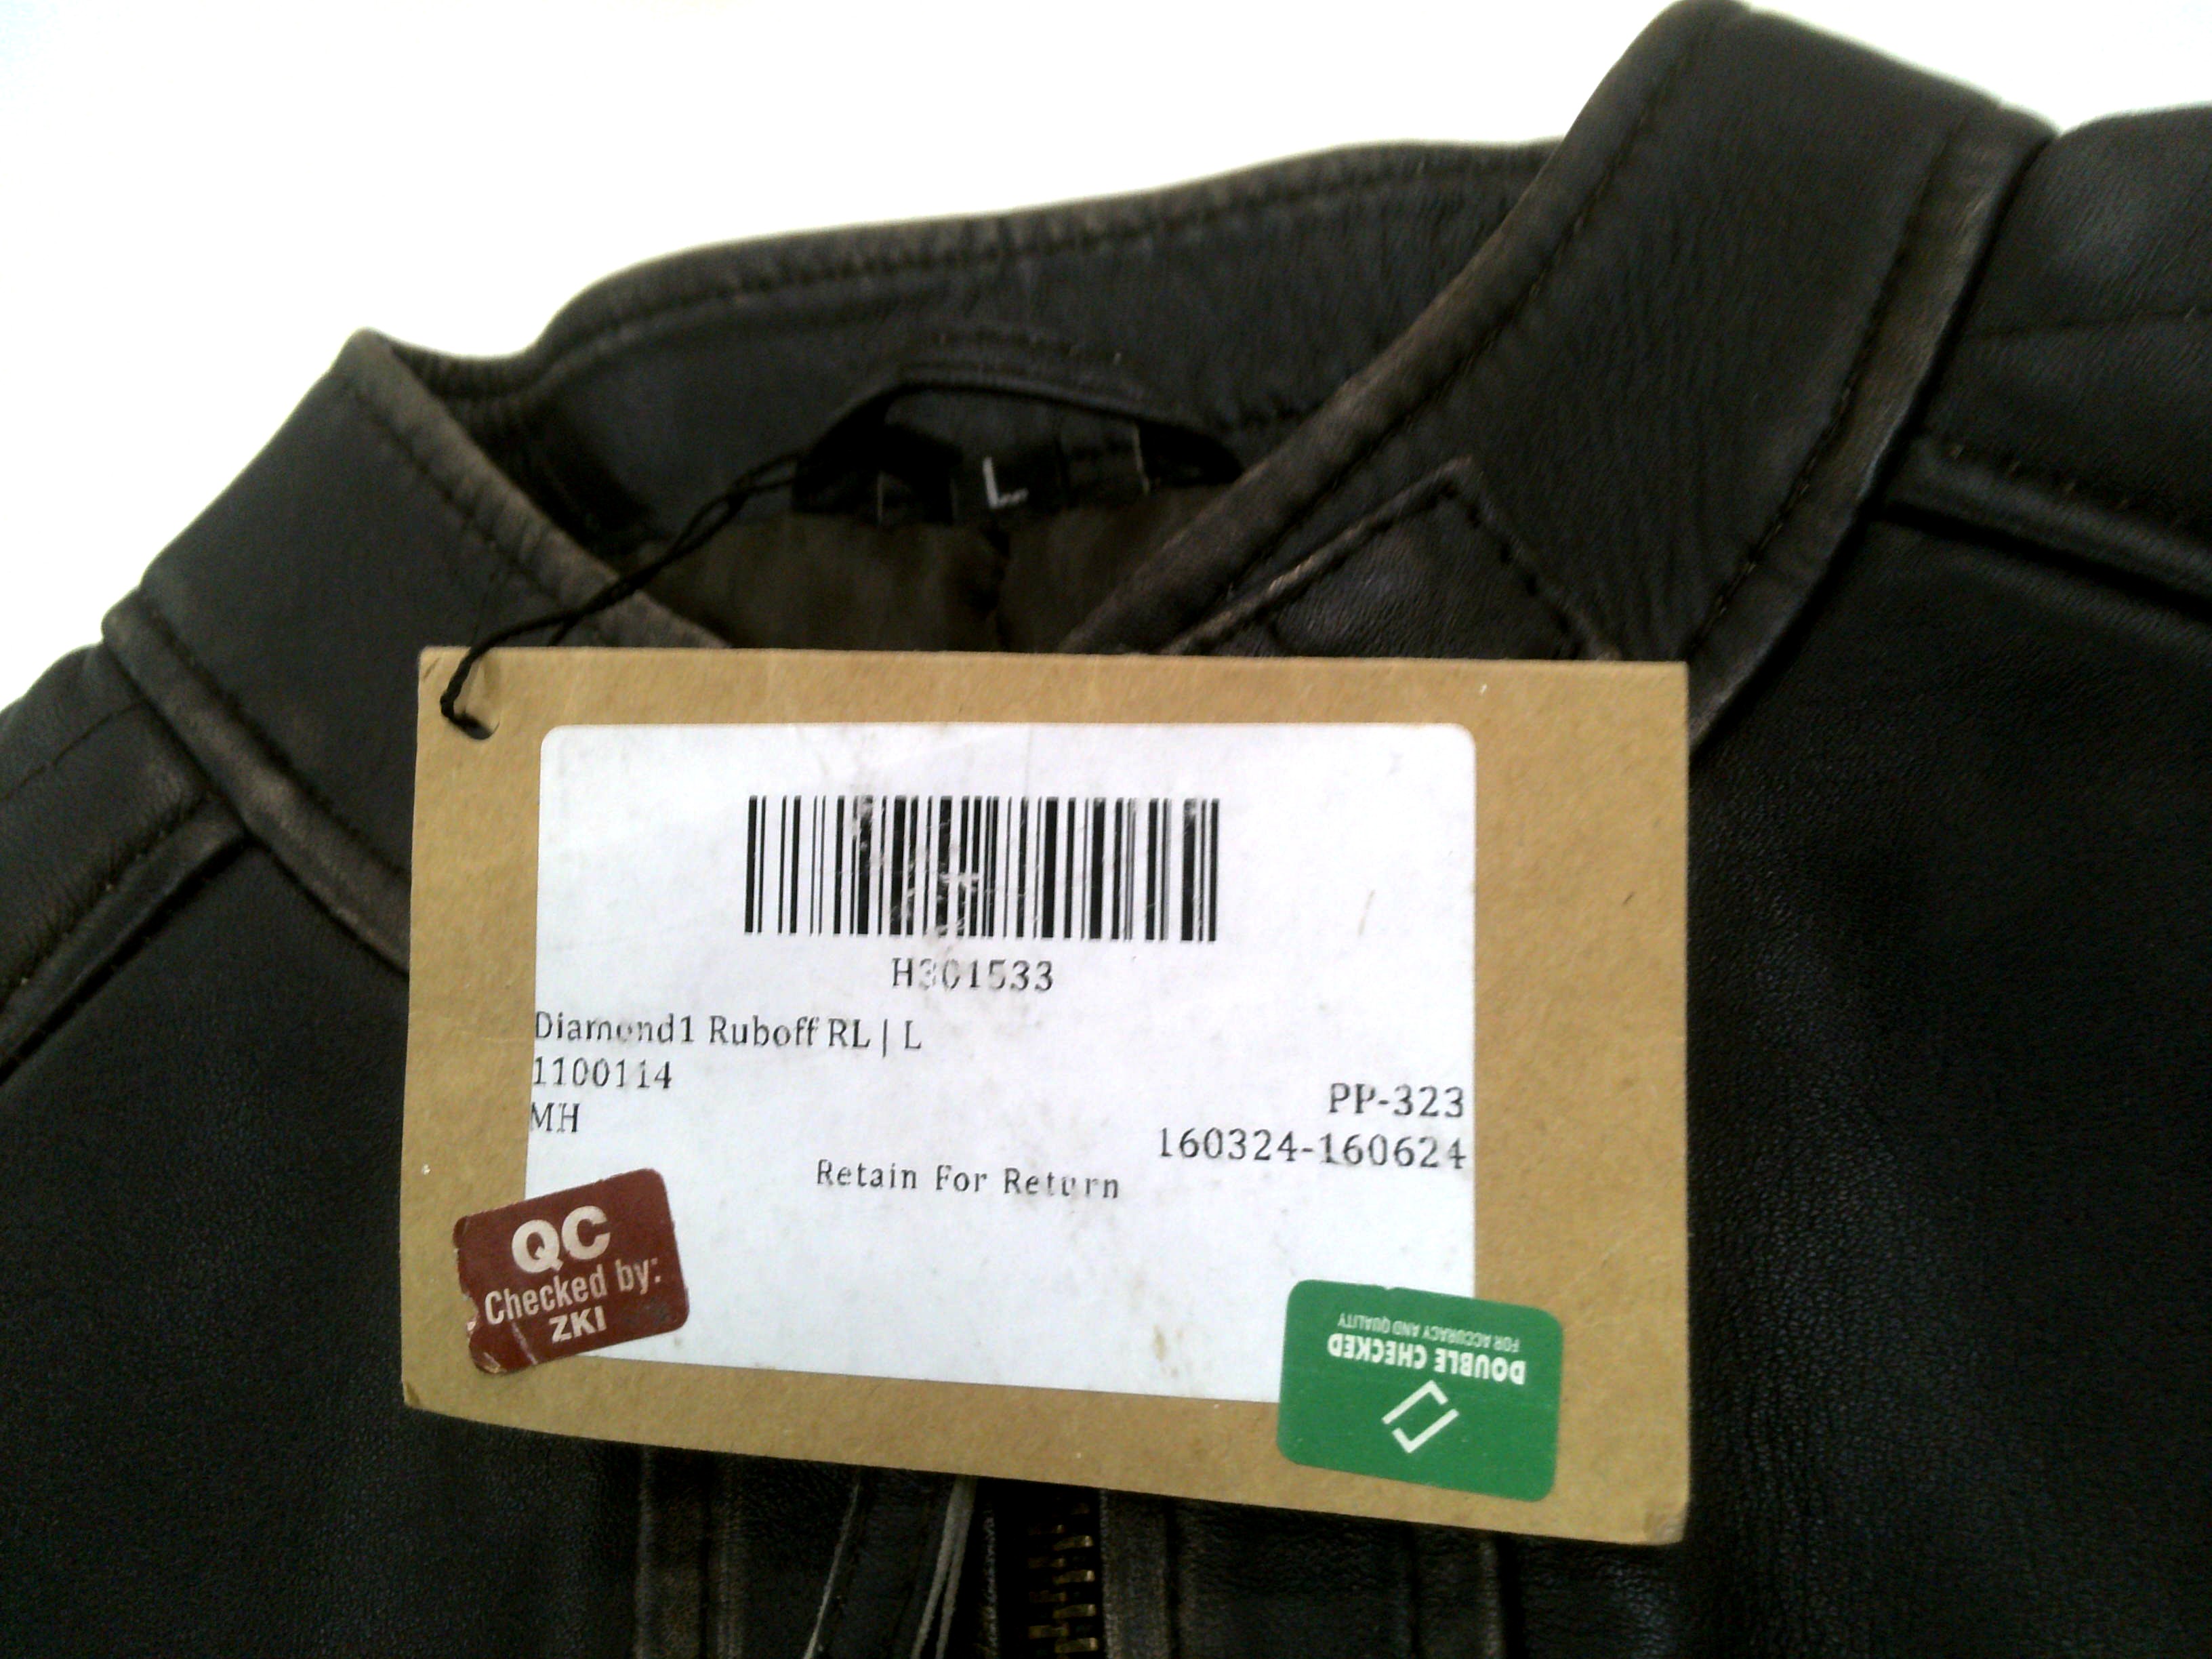 L
H301533
Diamond1 Ruboff RL | L
1100114
MH
PP-323
160324-160624
Retain For Return
QC
Checked by:
ZKI
DOUBLE CHECKED
FOR ACCURACY AND QUALITY